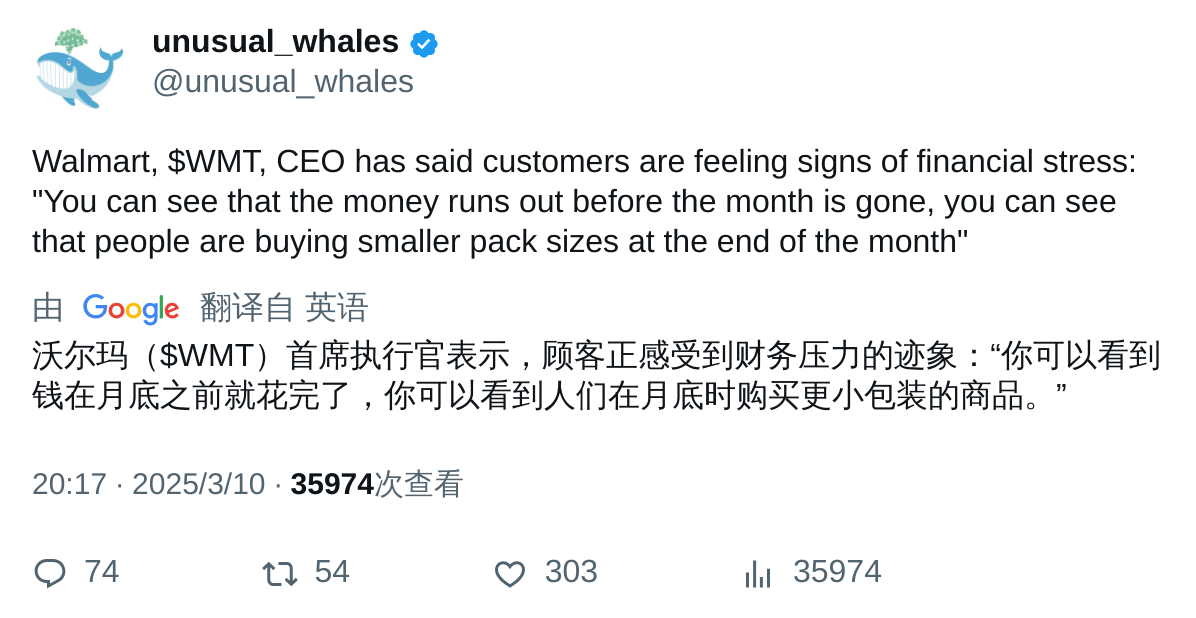 unusual_whales
@unusual_whales
Walmart, $WMT, CEO has said customers are feeling signs of financial stress:
"You can see that the money runs out before the month is gone, you can see
that people are buying smaller pack sizes at the end of the month"
由 Google 翻译自 英语
沃尔玛（$WMT）首席执行官表示，顾客正感受到财务压力的迹象：“你可以看到
钱在月底之前就花完了，你可以看到人们在月底时购买更小包装的商品。”
20:17 · 2025/3/10 · 35974次查看
74 54 303 35974